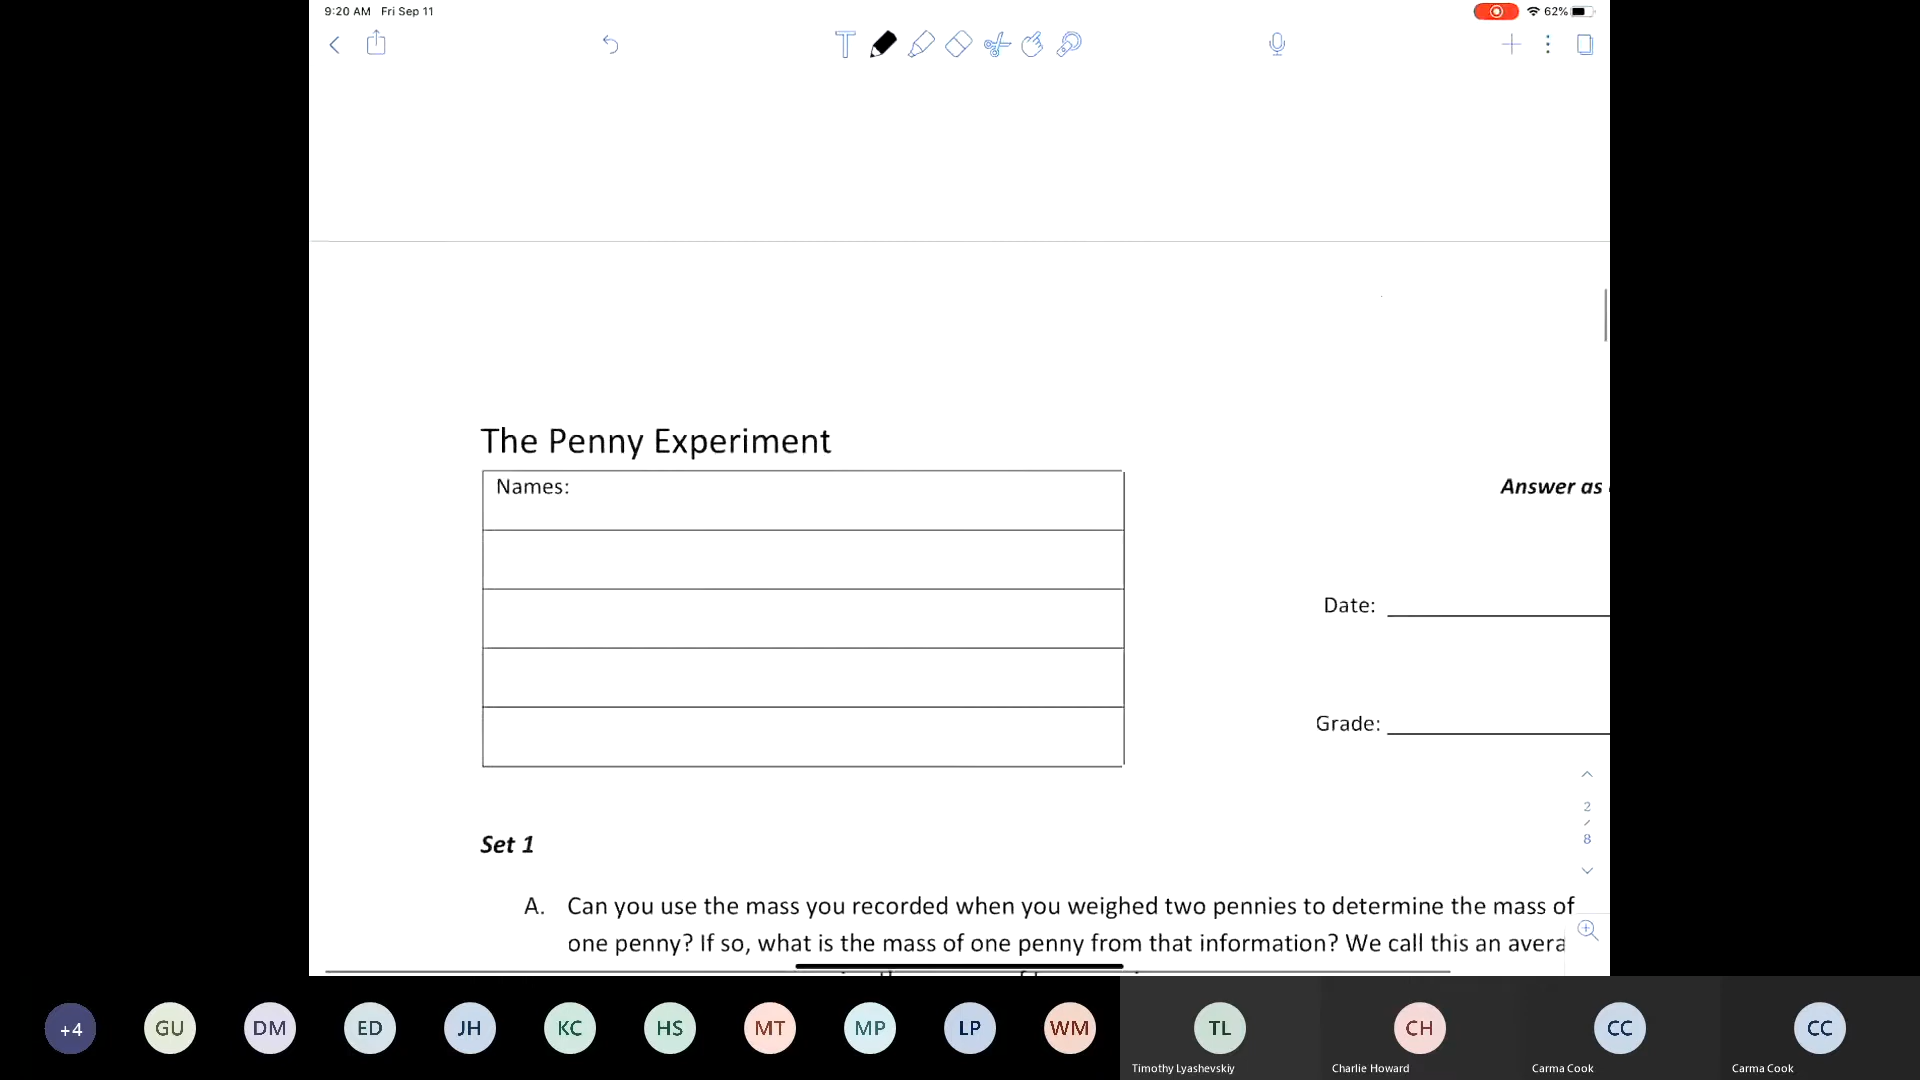 9:20 AM Fri Sep 11
62%
The Penny Experiment
Names:
Answer as
Date:
Grade:
2
8
Set 1
A. Can you use the mass you recorded when you weighed two pennies to determine the mass of
one penny? If so, what is the mass of one penny from that information? We call this an avera
+4
GU
DM
ED
JH
KC
HS
MT
MP
LP
WM
TL
CH
CC
CC
Timothy Lyashevskiy
Charlie Howard
Carma Cook
Carma Cook